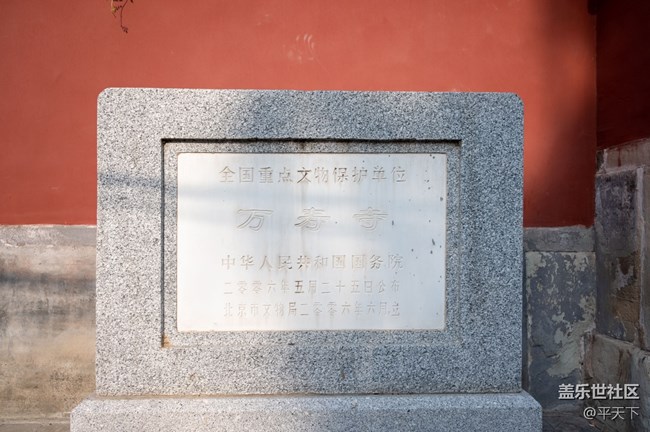 全国重点文物保护单位
万寿寺
中华人民共和国国务院
二零零六年五月二十五日公布
北京市文物局二零零六年六月立
盖乐世社区
@平天下